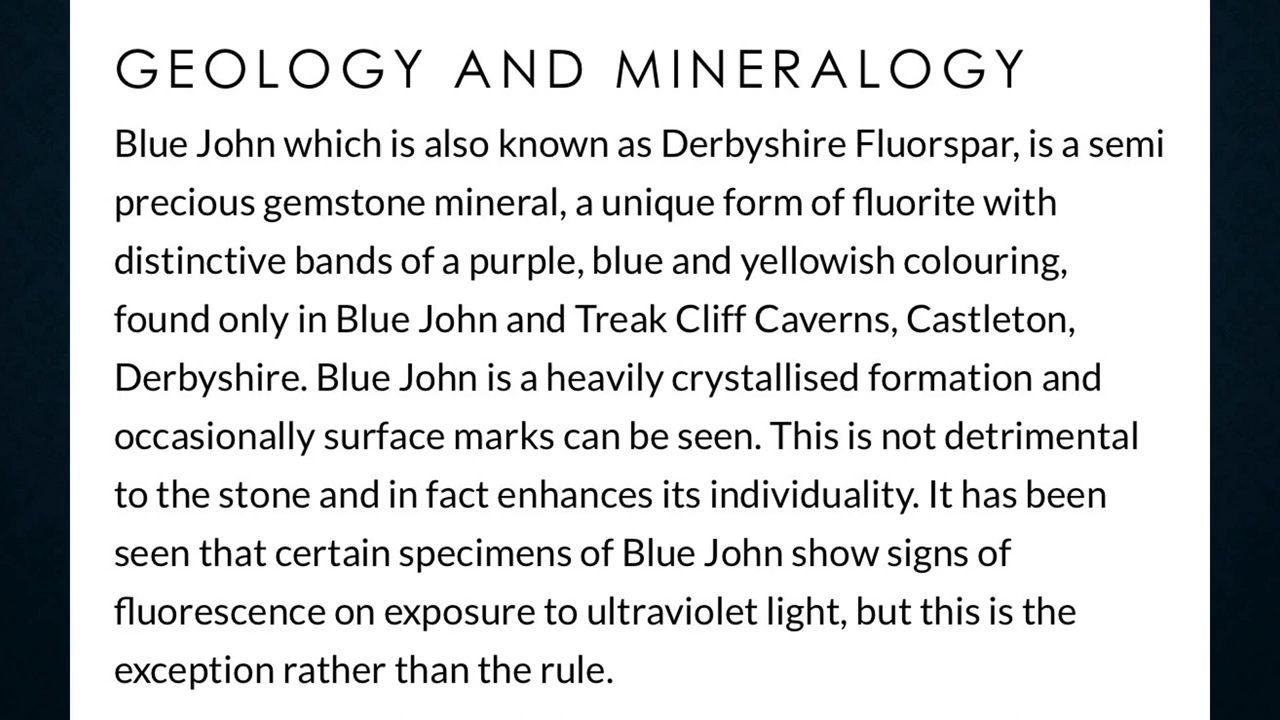 GEOLOGY AND MINERALOGY
Blue John which is also known as Derbyshire Fluorspar, is a semi
precious gemstone mineral, a unique form of fluorite with
distinctive bands of a purple, blue and yellowish colouring,
found only in Blue John and Treak Cliff Caverns, Castleton,
Derbyshire. Blue John is a heavily crystallised formation and
occasionally surface marks can be seen. This is not detrimental
to the stone and in fact enhances its individuality. It has been
seen that certain specimens of Blue John show signs of
fluorescence on exposure to ultraviolet light, but this is the
exception rather than the rule.